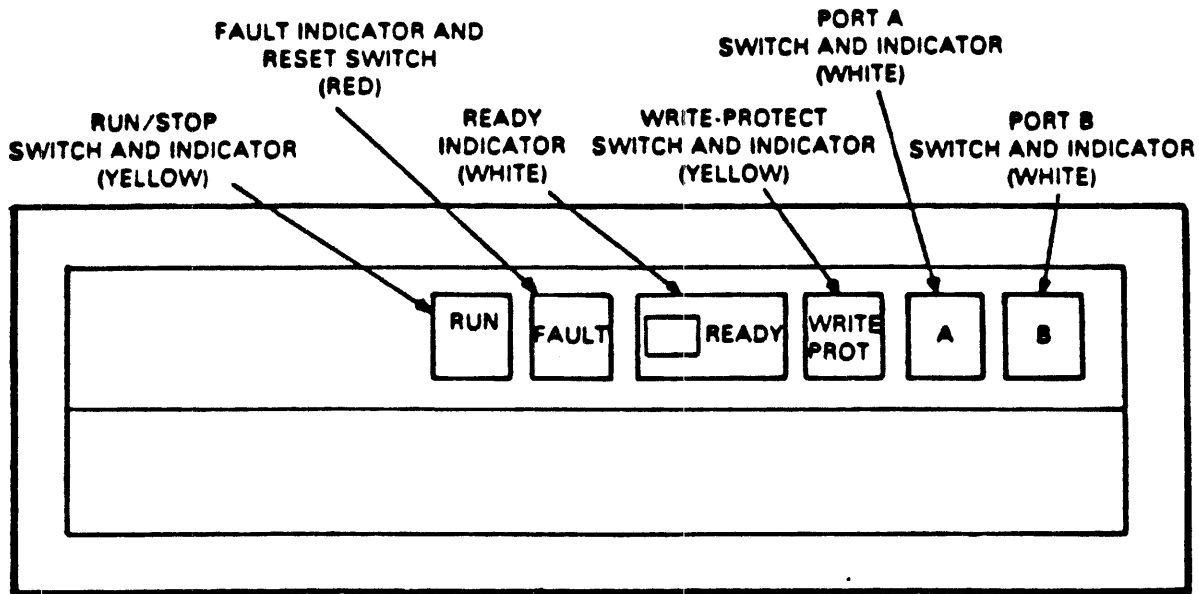 FAULT INDICATOR AND
RESET SWITCH
(RED)
PORT A
SWITCH AND INDICATOR
(WHITE)
RUN/STOP
SWITCH AND INDICATOR
(YELLOW)
READY
INDICATOR
(WHITE)
WRITE-PROTECT
SWITCH AND INDICATOR
(YELLOW)
PORT B
SWITCH AND INDICATOR
(WHITE)
RUN
FAULT
READY
WRITE
PROT
A
B